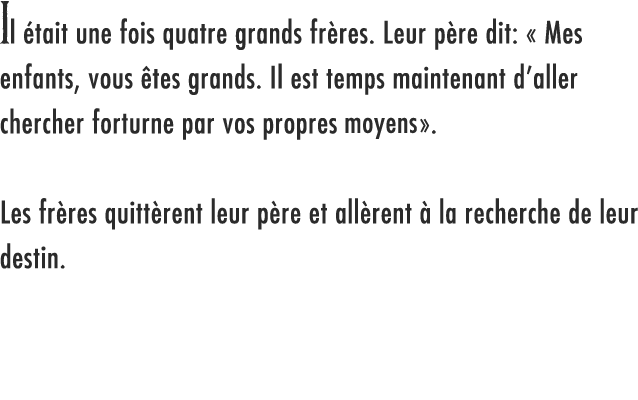 Il était une fois quatre grands frères. Leur père dit: « Mes
enfants, vous êtes grands. Il est temps maintenant d’aller
chercher forturne par vos propres moyens».
Les frères quittèrent leur père et allèrent à la recherche de leur
destin.